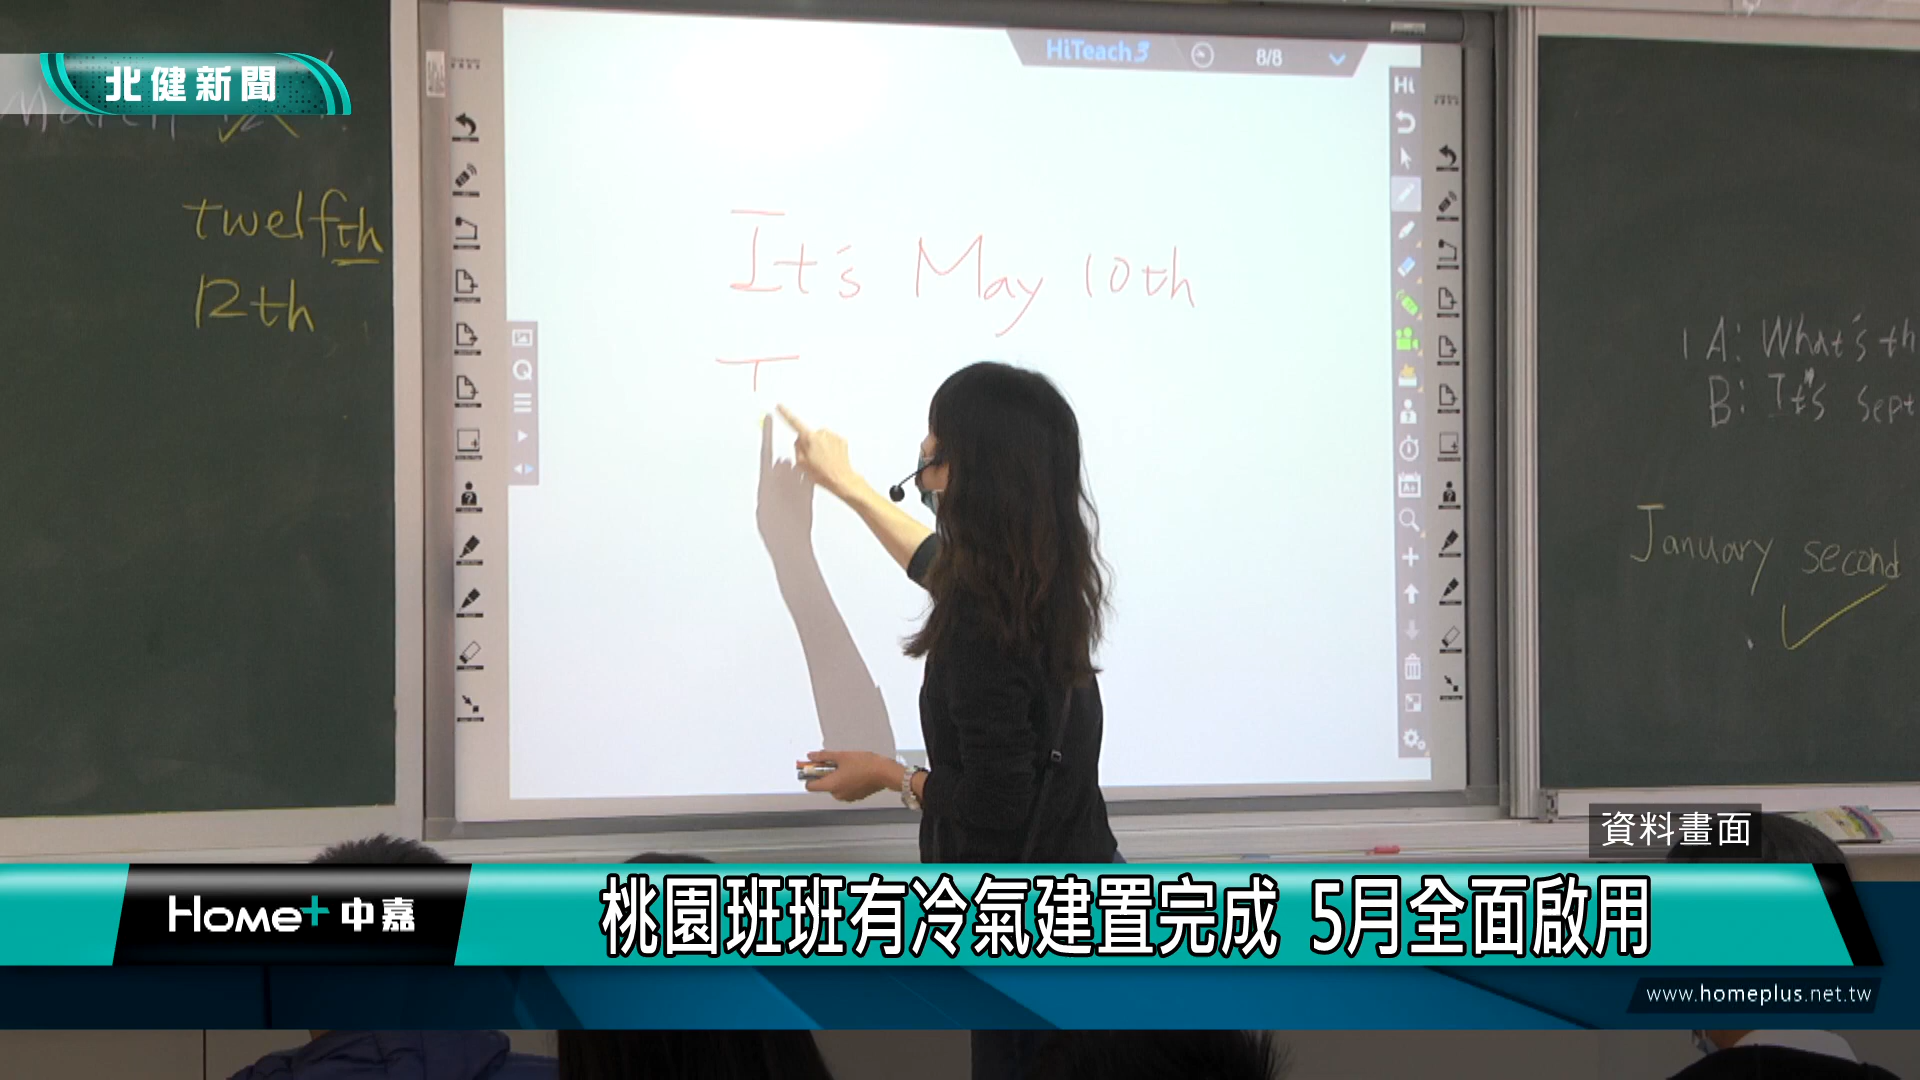 北健新聞
HiTeach3
8/8
Hi
twelfth
12th
It's May 10th
1 A: What's th
B: It's Sept
January second
資料畫面
Home+ 中嘉
桃園班班有冷氣建置完成 5月全面啟用
www.homeplus.net.tw